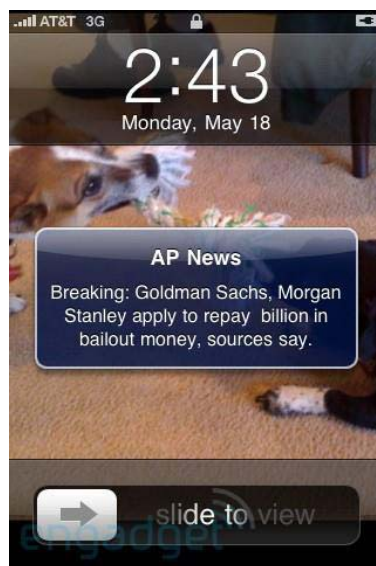 AT&T 3G
2:43
Monday, May 18
AP News
Breaking: Goldman Sachs, Morgan
Stanley apply to repay billion in
bailout money, sources say.
slide to view
engadget